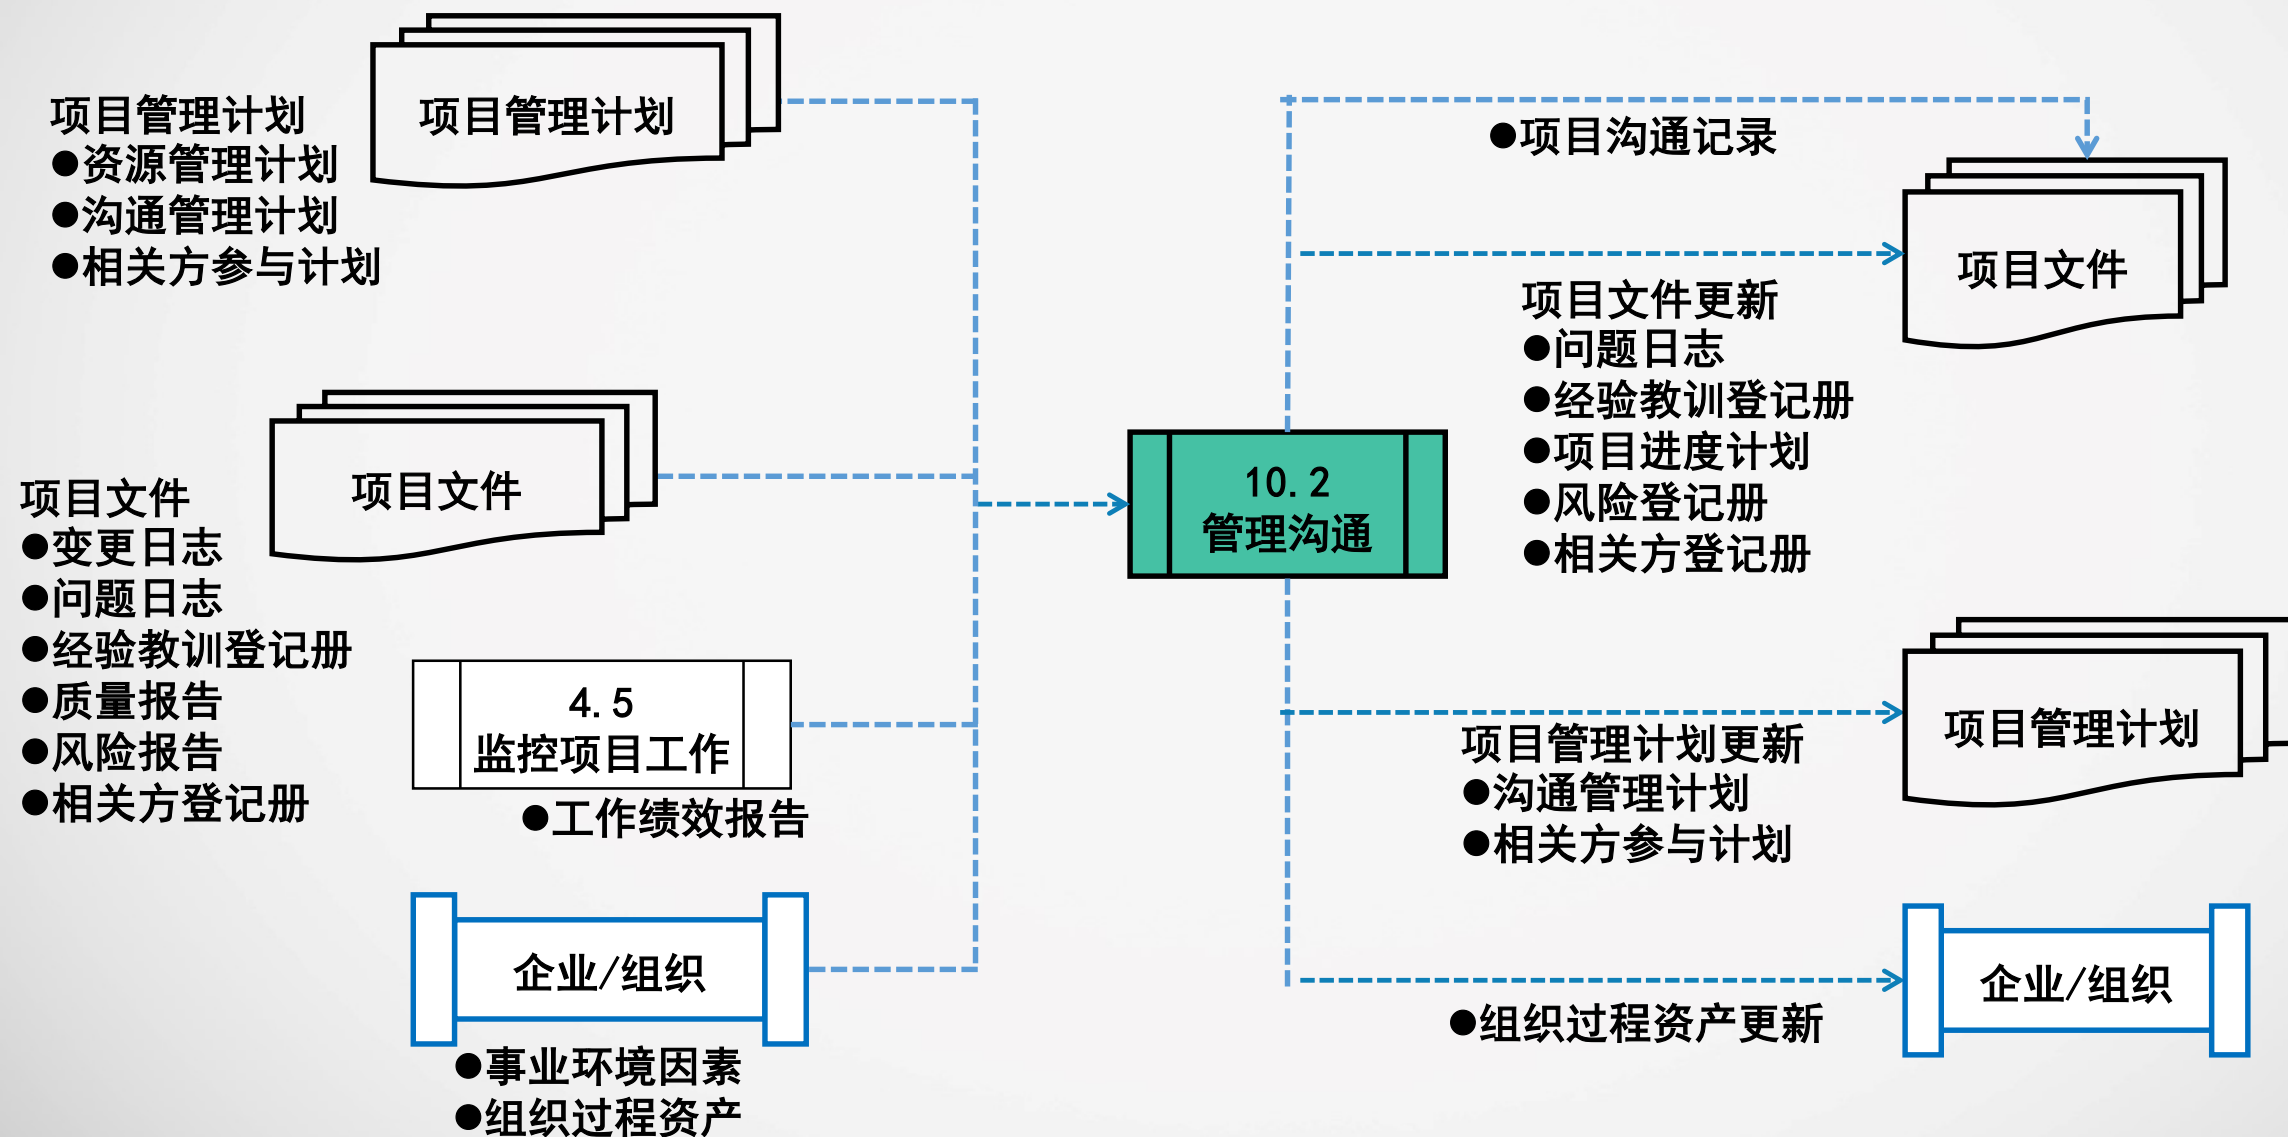 项目管理计划
●资源管理计划
●沟通管理计划
●相关方参与计划
项目管理计划
项目文件
●变更日志
●问题日志
●经验教训登记册
●质量报告
●风险报告
●相关方登记册
项目文件
4.5
监控项目工作
●工作绩效报告
企业/组织
●事业环境因素
●组织过程资产
10.2
管理沟通
●项目沟通记录
项目文件
项目文件更新
●问题日志
●经验教训登记册
●项目进度计划
●风险登记册
●相关方登记册
项目管理计划
项目管理计划更新
●沟通管理计划
●相关方参与计划
企业/组织
●组织过程资产更新